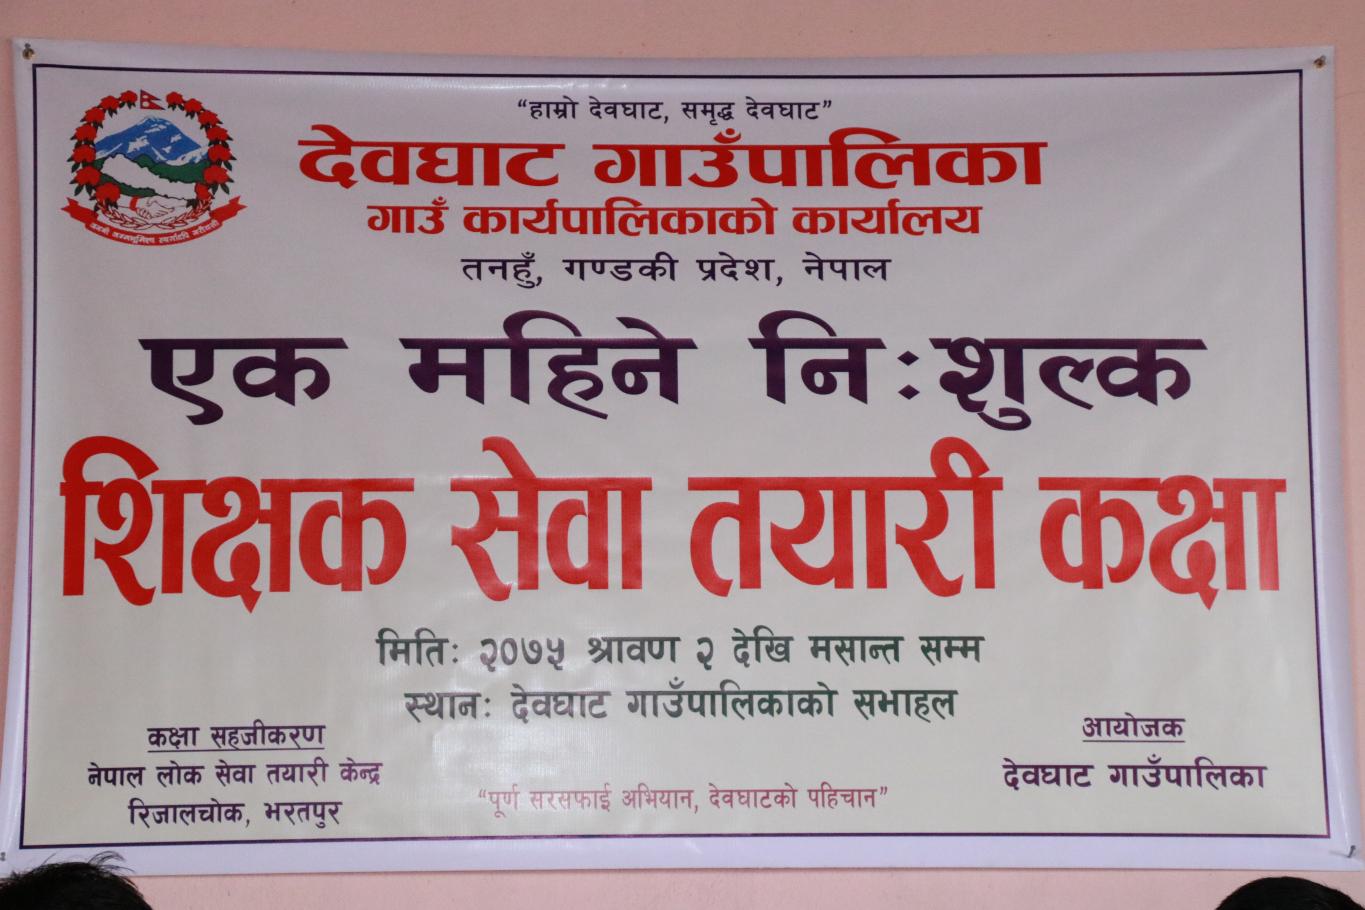 “हाम्रो देवघाट, समृद्ध देवघाट”
देवघाट गाउँपालिका
गाउँ कार्यपालिकाको कार्यालय
तनहुँ, गण्डकी प्रदेश, नेपाल
एक महिने नि:शुल्क
शिक्षक सेवा तयारी कक्षा
मिति: २०७५ श्रावण २ देखि मसान्त सम्म
स्थान: देवघाट गाउँपालिकाको सभाहल
कक्षा सहजीकरण
नेपाल लोक सेवा तयारी केन्द्र
रिजालचोक, भरतपुर
“पूर्ण सरसफाई अभियान, देवघाटको पहिचान”
आयोजक
देवघाट गाउँपालिका